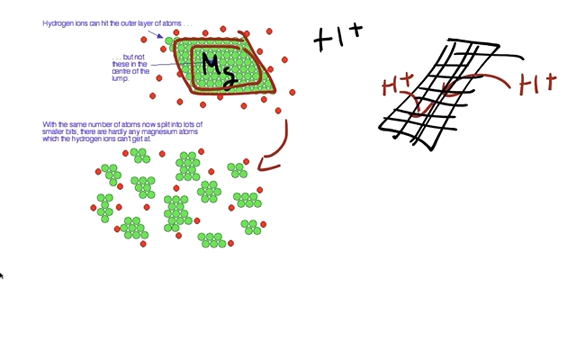 Hydrogen ions can hit the outer layer of atoms . . .
. . . but not
these in the
centre of the
lump.
Mg
H+
H+
H+
With the same number of atoms now split into lots of
smaller bits, there are hardly any magnesium atoms
which the hydrogen ions can't get at.